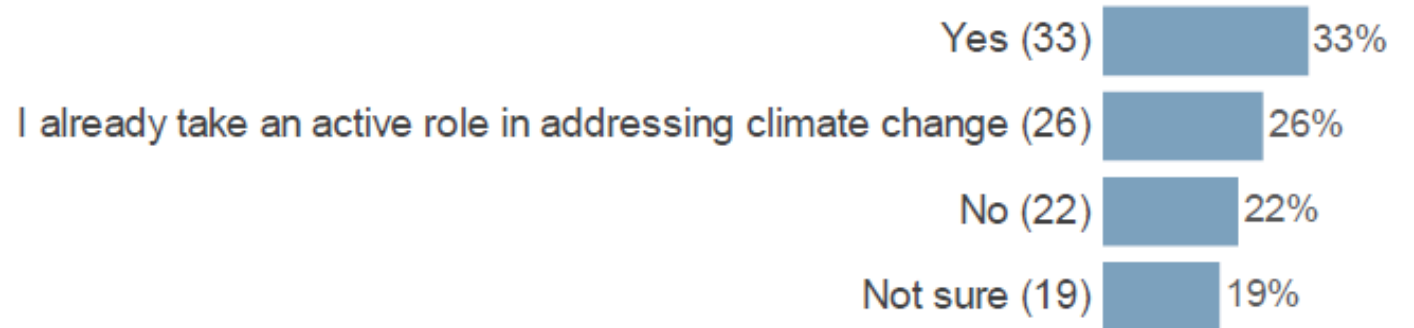 Yes (33) 33%
I already take an active role in addressing climate change (26) 26%
No (22) 22%
Not sure (19) 19%